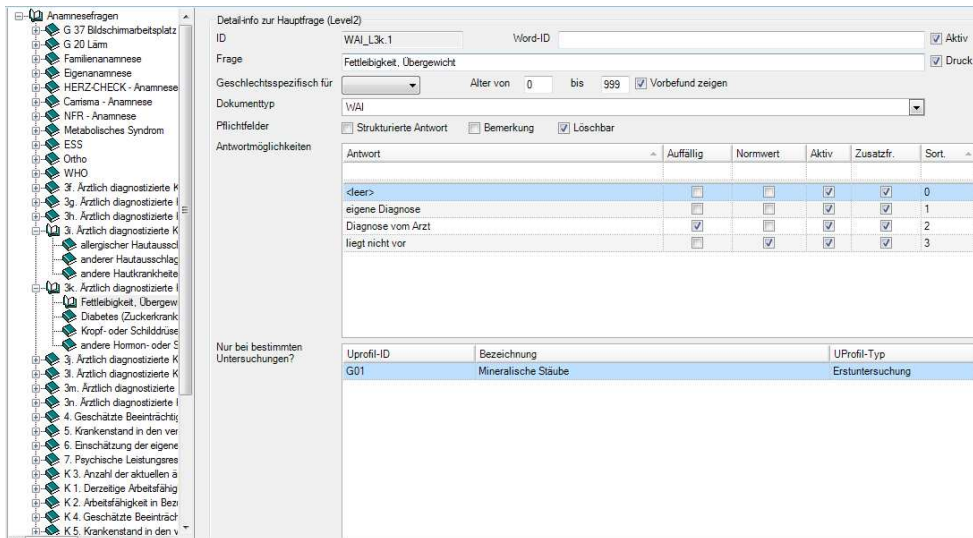 Anamnesefragen
G 37 Bildschirmarbeitsplatz
G 20 Lärm
Familienanamnese
Eigenanamnese
HERZ-CHECK - Anamnese
Carrisma - Anamnese
NFR - Anamnese
Metabolisches Syndrom
ESS
Ortho
WHO
3f. Ärztlich diagnostizierte K
3g. Ärztlich diagnostizierte
3h. Ärztlich diagnostizierte
3i. Ärztlich diagnostizierte K
allergischer Hautaussc
anderer Hautausschlag
andere Hautkrankheite
3k. Ärztlich diagnostizierte
Fettleibigkeit, Übergew
Diabetes (Zuckerkrank
Kropf- oder Schilddrüse
andere Hormon- oder S
3j. Ärztlich diagnostizierte K
3l. Ärztlich diagnostizierte K
3m. Ärztlich diagnostizierte
3n. Ärztlich diagnostizierte
4. Geschätzte Beeinträchtig
5. Krankenstand in den ver
6. Einschätzung der eigene
7. Psychische Leistungsres
K 3. Anzahl der aktuellen ä
K 1. Derzeitige Arbeitsfähig
K 2. Arbeitsfähigkeit in Bezu
K 4. Geschätzte Beeinträch
K 5. Krankenstand in den v
Detail-info zur Hauptfrage (Level2)
ID WAI_L3k.1 Word-ID Aktiv
Frage Fettleibigkeit, Übergewicht Druck
Geschlechtsspezifisch für Alter von 0 bis 999 Vorbefund zeigen
Dokumenttyp WAI
Pflichtfelder Strukturierte Antwort Bemerkung Löschbar
Antwortmöglichkeiten
Antwort Auffällig Normwert Aktiv Zusatzfr. Sort.
<leer> 0
eigene Diagnose 1
Diagnose vom Arzt 2
liegt nicht vor 3
Nur bei bestimmten
Untersuchungen?
Uprofil-ID Bezeichnung UProfil-Typ
G01 Mineralische Stäube Erstuntersuchung